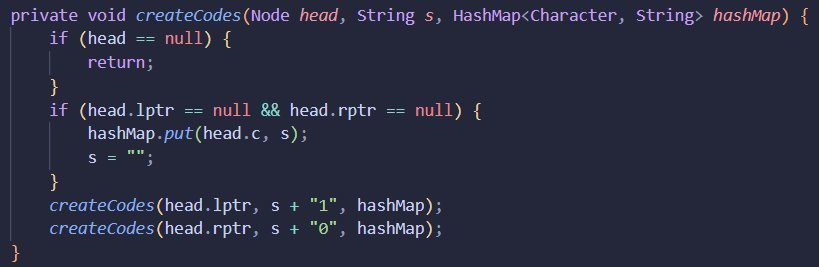 private void createCodes(Node head, String s, HashMap<Character, String> hashMap) {
    if (head == null) {
        return;
    }
    if (head.lptr == null && head.rptr == null) {
        hashMap.put(head.c, s);
        s = "";
    }
    createCodes(head.lptr, s + "1", hashMap);
    createCodes(head.rptr, s + "0", hashMap);
}